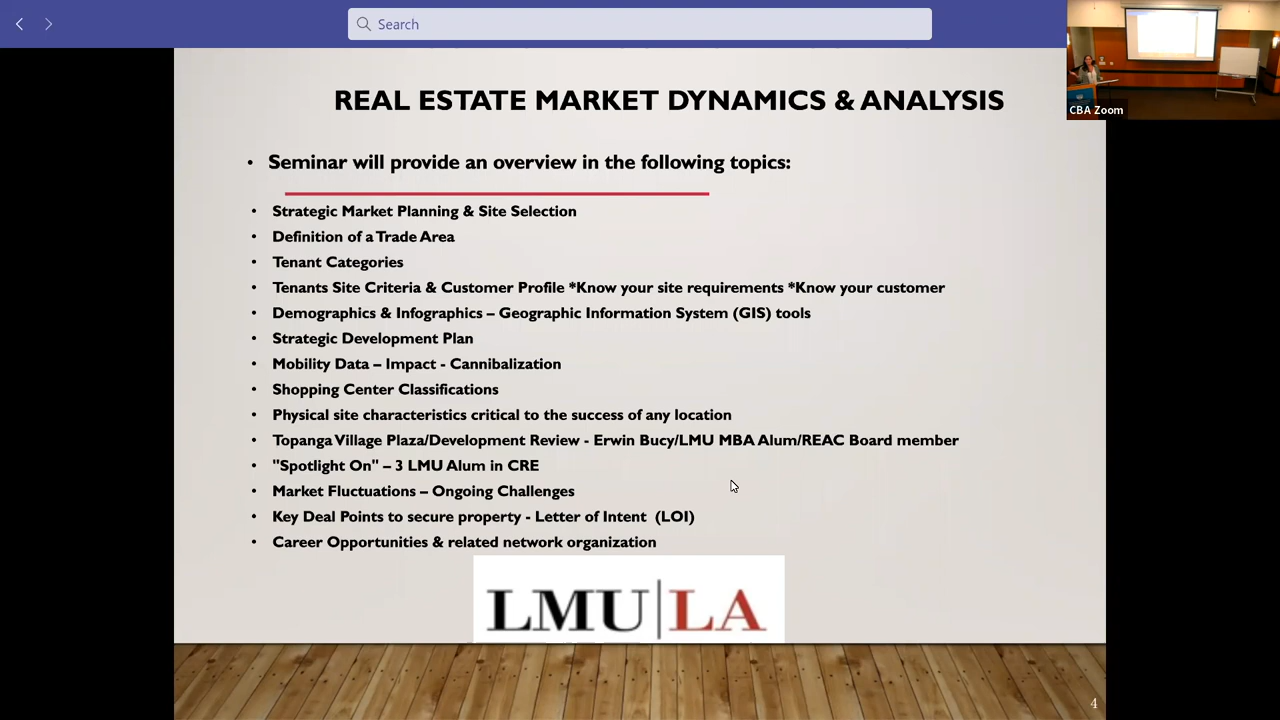 Search
CBA Zoom
REAL ESTATE MARKET DYNAMICS & ANALYSIS
• Seminar will provide an overview in the following topics:
• Strategic Market Planning & Site Selection
• Definition of a Trade Area
• Tenant Categories
• Tenants Site Criteria & Customer Profile *Know your site requirements *Know your customer
• Demographics & Infographics – Geographic Information System (GIS) tools
• Strategic Development Plan
• Mobility Data – Impact - Cannibalization
• Shopping Center Classifications
• Physical site characteristics critical to the success of any location
• Topanga Village Plaza/Development Review - Erwin Bucy/LMU MBA Alum/REAC Board member
• "Spotlight On" – 3 LMU Alum in CRE
• Market Fluctuations – Ongoing Challenges
• Key Deal Points to secure property - Letter of Intent (LOI)
• Career Opportunities & related network organization
LMU|LA
4